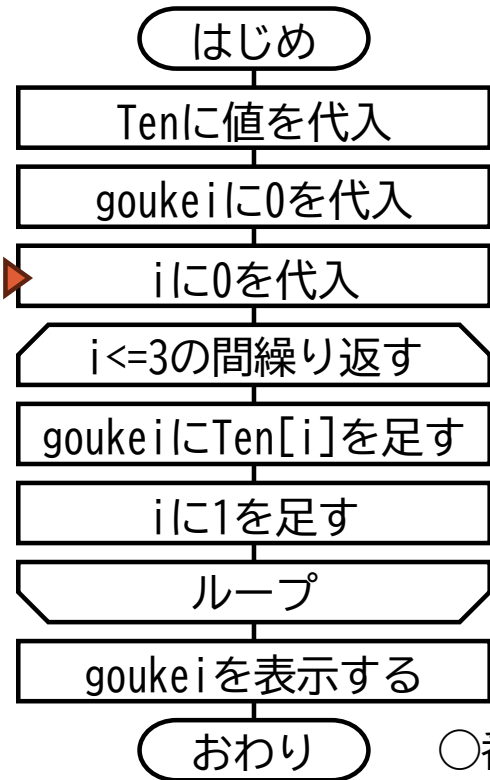 はじめ
Tenに値を代入
goukeiに0を代入
iに0を代入
i<=3の間繰り返す
goukeiにTen[i]を足す
iに1を足す
ループ
goukeiを表示する
おわり